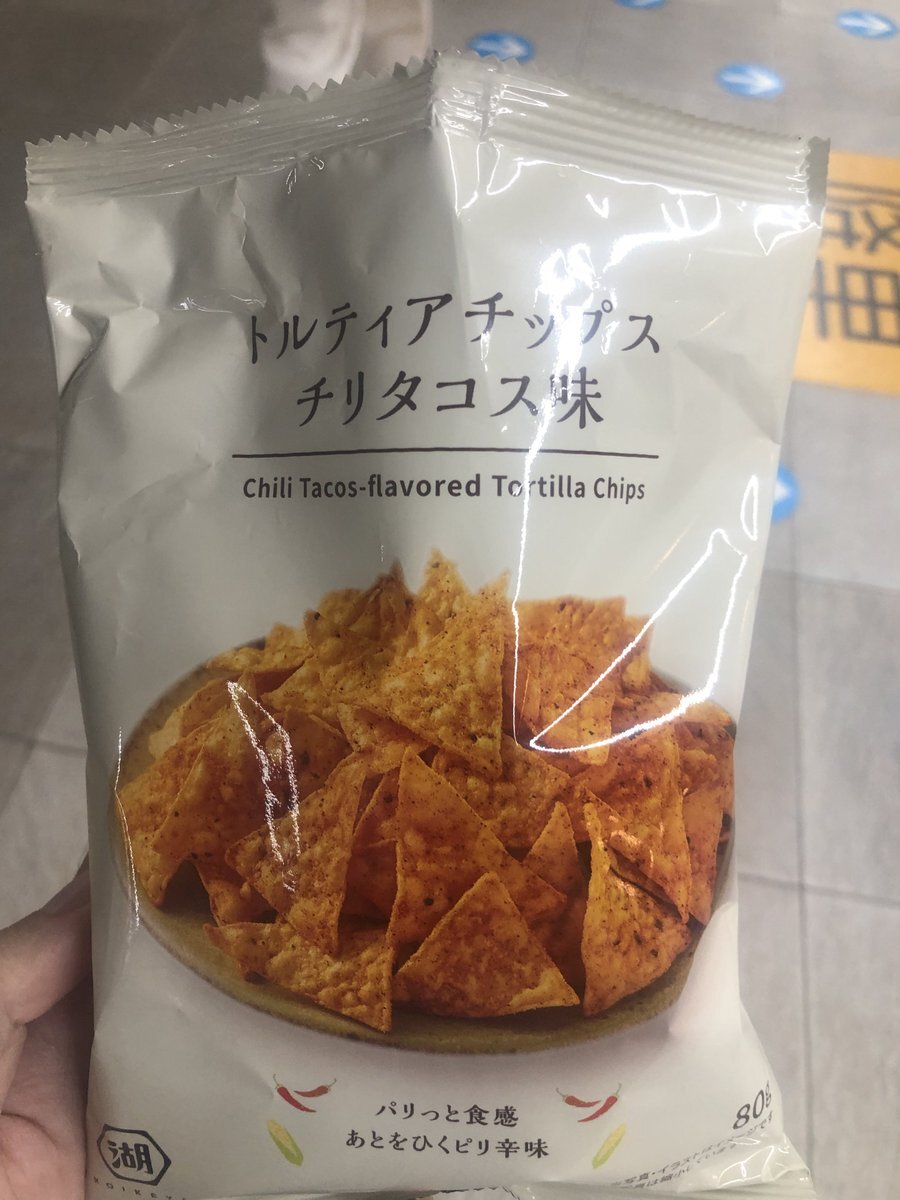 トルティアチップス
チリタコス味
Chili Tacos-flavored Tortilla Chips
パリっと食感
あとをひくピリ辛味
80g
湖
KOIKEYA